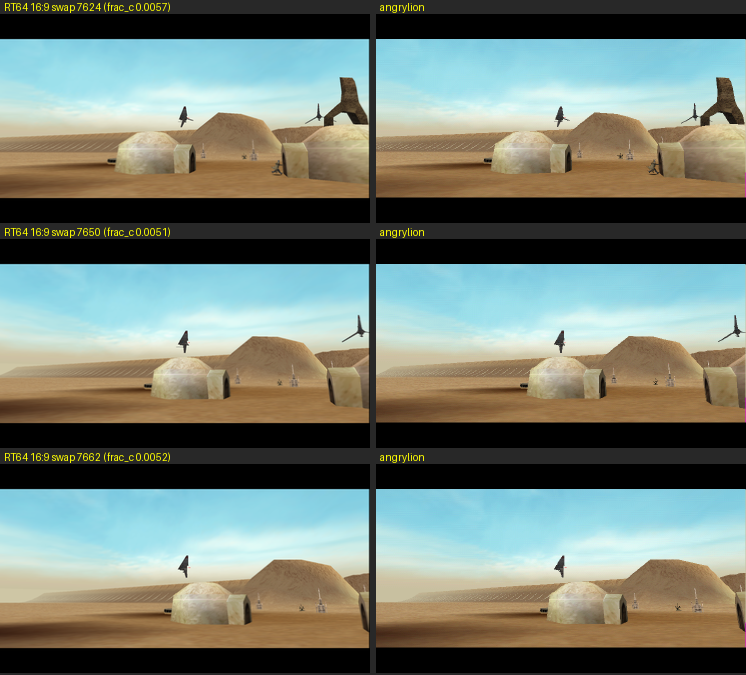 RT64 16:9 swap 7624 (frac_c 0.0057)
angrylion
RT64 16:9 swap 7650 (frac_c 0.0051)
angrylion
RT64 16:9 swap 7662 (frac_c 0.0052)
angrylion